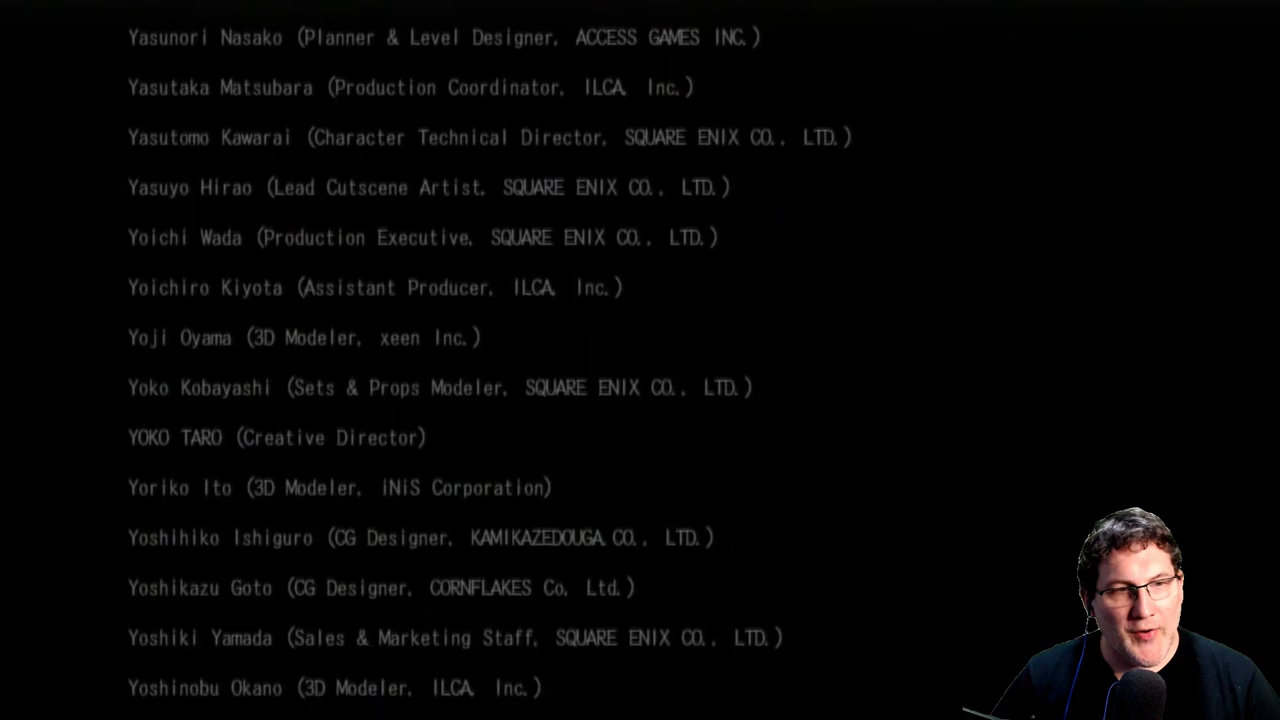 Yasunori Nasako (Planner & Level Designer, ACCESS GAMES INC.)
Yasutaka Matsubara (Production Coordinator, ILCA, Inc.)
Yasutomo Kawarai (Character Technical Director, SQUARE ENIX CO., LTD.)
Yasuyo Hirao (Lead Cutscene Artist, SQUARE ENIX CO., LTD.)
Yoichi Wada (Production Executive, SQUARE ENIX CO., LTD.)
Yoichiro Kiyota (Assistant Producer, ILCA, Inc.)
Yoji Oyama (3D Modeler, xeen Inc.)
Yoko Kobayashi (Sets & Props Modeler, SQUARE ENIX CO., LTD.)
YOKO TARO (Creative Director)
Yoriko Ito (3D Modeler, iNiS Corporation)
Yoshihiko Ishiguro (CG Designer, KAMIKAZEDOUGA.CO., LTD.)
Yoshikazu Goto (CG Designer, CORNFLAKES Co, Ltd.)
Yoshiki Yamada (Sales & Marketing Staff, SQUARE ENIX CO., LTD.)
Yoshinobu Okano (3D Modeler, ILCA, Inc.)